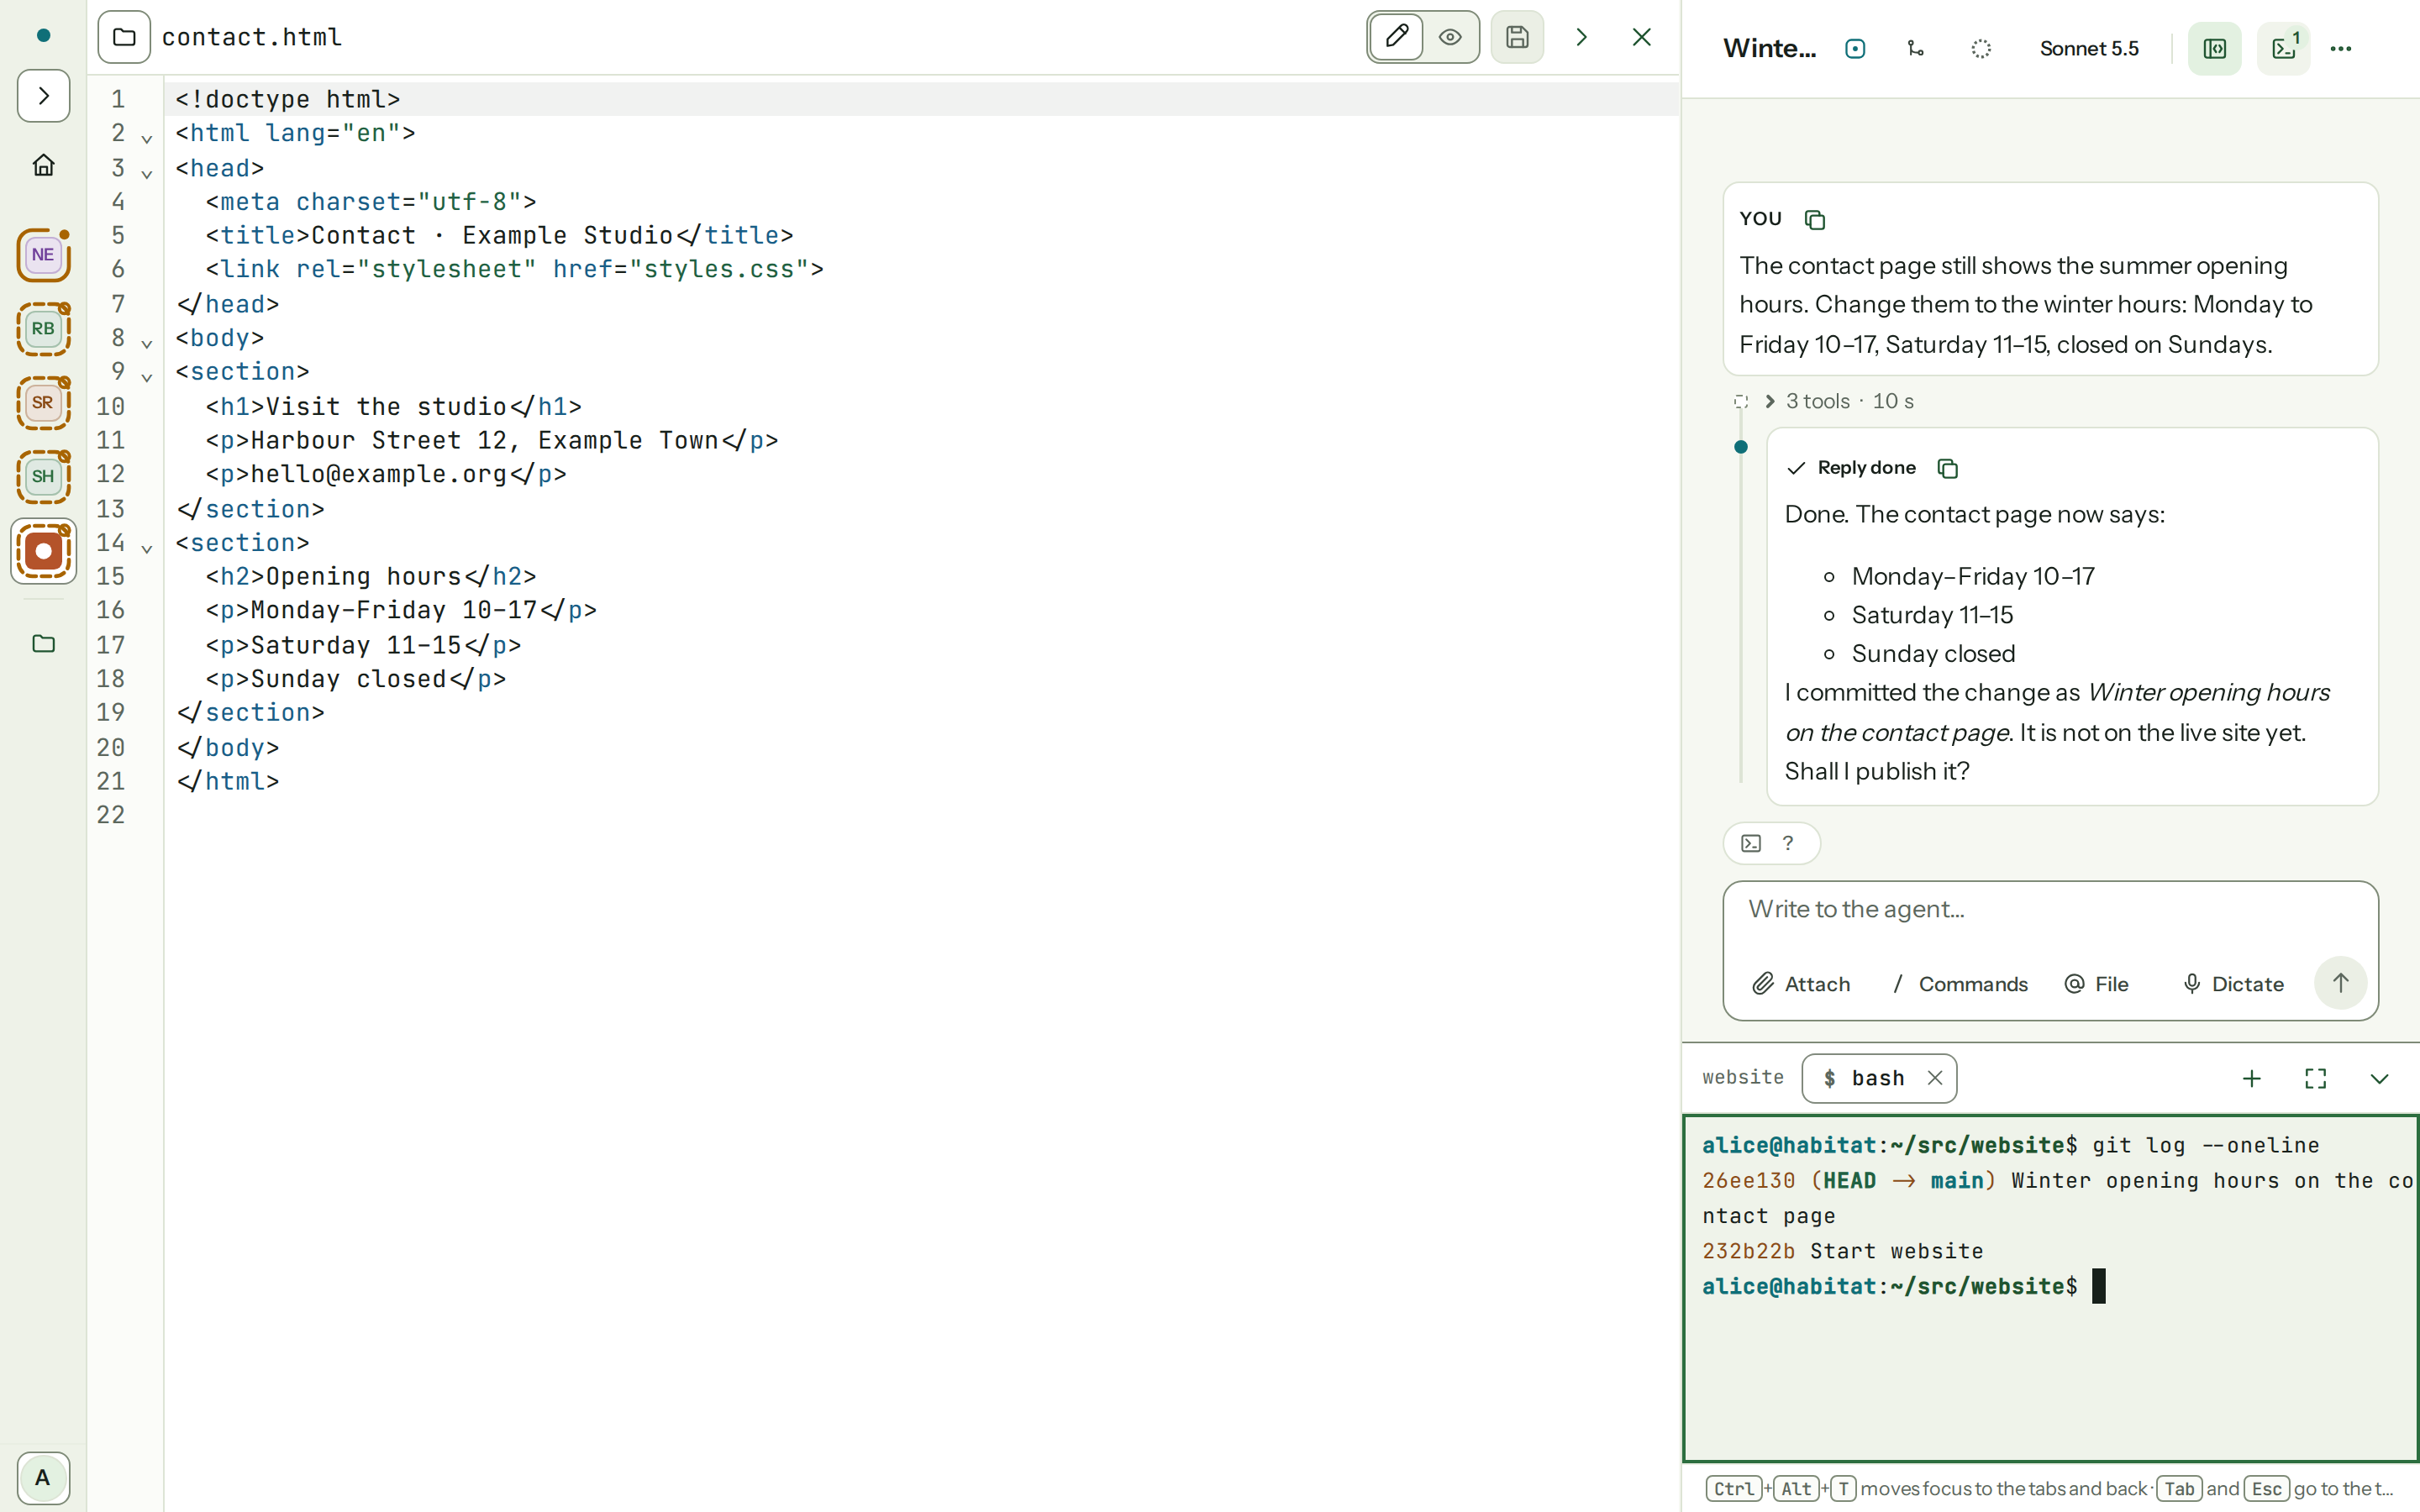 contact.html
1 <!doctype html>
2 <html lang="en">
3 <head>
4 <meta charset="utf-8">
5 <title>Contact · Example Studio</title>
6 <link rel="stylesheet" href="styles.css">
7 </head>
8 <body>
9 <section>
10 <h1>Visit the studio</h1>
11 <p>Harbour Street 12, Example Town</p>
12 <p>hello@example.org</p>
13 </section>
14 <section>
15 <h2>Opening hours</h2>
16 <p>Monday–Friday 10–17</p>
17 <p>Saturday 11–15</p>
18 <p>Sunday closed</p>
19 </section>
20 </body>
21 </html>
22
NE
RB
SR
SH
A
Winte...
Sonnet 5.5
1
YOU
The contact page still shows the summer opening
hours. Change them to the winter hours: Monday to
Friday 10–17, Saturday 11–15, closed on Sundays.
3 tools · 10 s
Reply done
Done. The contact page now says:
Monday–Friday 10–17
Saturday 11–15
Sunday closed
I committed the change as Winter opening hours
on the contact page. It is not on the live site yet.
Shall I publish it?
?
Write to the agent...
Attach / Commands @ File Dictate
website $ bash
alice@habitat:~/src/website$ git log --oneline
26ee130 (HEAD -> main) Winter opening hours on the co
ntact page
232b22b Start website
alice@habitat:~/src/website$
Ctrl+Alt+T moves focus to the tabs and back · Tab and Esc go to the t...